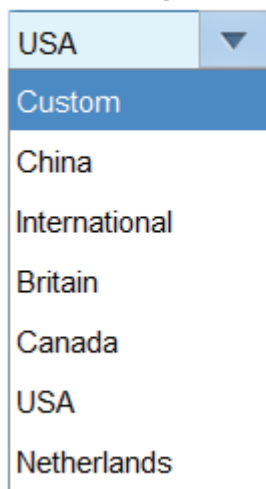 USA
Custom
China
International
Britain
Canada
USA
Netherlands